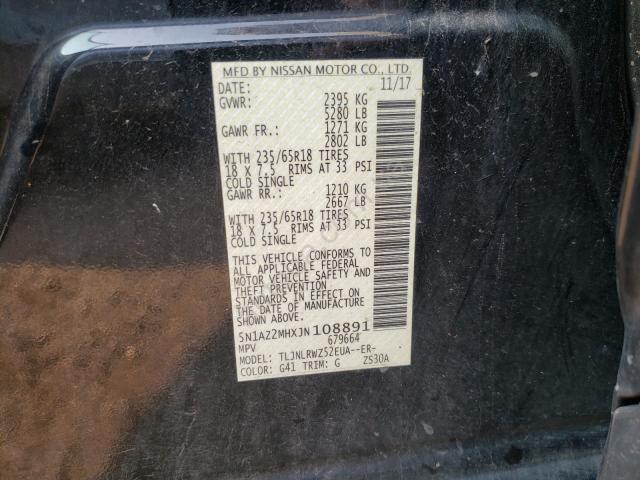 MFD BY NISSAN MOTOR CO., LTD.
DATE: 11/17
GVWR: 2395 KG
5280 LB
GAWR FR.: 1271 KG
2802 LB
WITH 235/65R18 TIRES
18 X 7.5 RIMS AT 33 PSI
COLD SINGLE
GAWR RR.: 1210 KG
2667 LB
WITH 235/65R18 TIRES
18 X 7.5 RIMS AT 33 PSI
COLD SINGLE
THIS VEHICLE CONFORMS TO
ALL APPLICABLE FEDERAL
MOTOR VEHICLE SAFETY AND
THEFT PREVENTION
STANDARDS IN EFFECT ON
THE DATE OF MANUFACTURE
SHOWN ABOVE.
5N1AZ2MHXJN108891
679664
MPV
MODEL: TLJNLRWZ52EUA--ER-
COLOR: G41 TRIM: G ZS30A